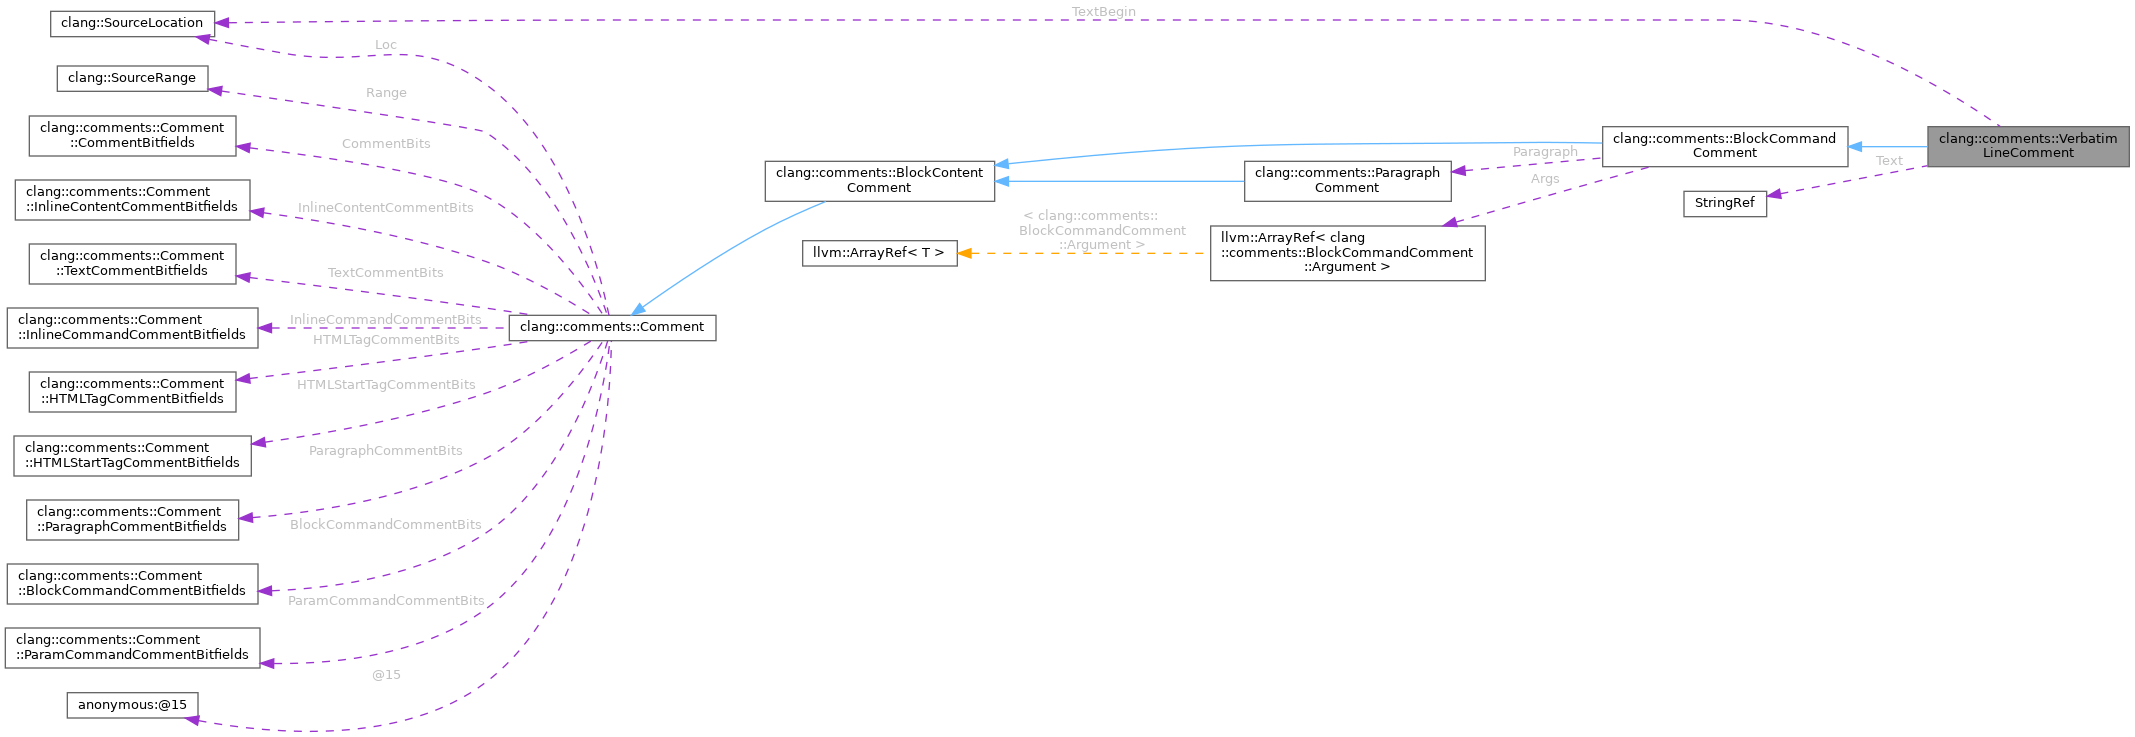 clang::SourceLocation
TextBegin
Loc
clang::SourceRange
Range
clang::comments::Comment
::CommentBitfields
CommentBits
clang::comments::Comment
::InlineContentCommentBitfields
InlineContentCommentBits
clang::comments::Comment
::TextCommentBitfields
TextCommentBits
clang::comments::Comment
::InlineCommandCommentBitfields
InlineCommandCommentBits
HTMLTagCommentBits
clang::comments::Comment
::HTMLTagCommentBitfields
HTMLStartTagCommentBits
clang::comments::Comment
::HTMLStartTagCommentBitfields
ParagraphCommentBits
clang::comments::Comment
::ParagraphCommentBitfields
BlockCommandCommentBits
clang::comments::Comment
::BlockCommandCommentBitfields
ParamCommandCommentBits
clang::comments::Comment
::ParamCommandCommentBitfields
@15
anonymous:@15
clang::comments::Comment
clang::comments::BlockContent
Comment
llvm::ArrayRef< T >
< clang::comments::
BlockCommandComment
::Argument >
clang::comments::Paragraph
Comment
llvm::ArrayRef< clang
::comments::BlockCommandComment
::Argument >
Paragraph
Args
clang::comments::BlockCommand
Comment
StringRef
Text
clang::comments::Verbatim
LineComment